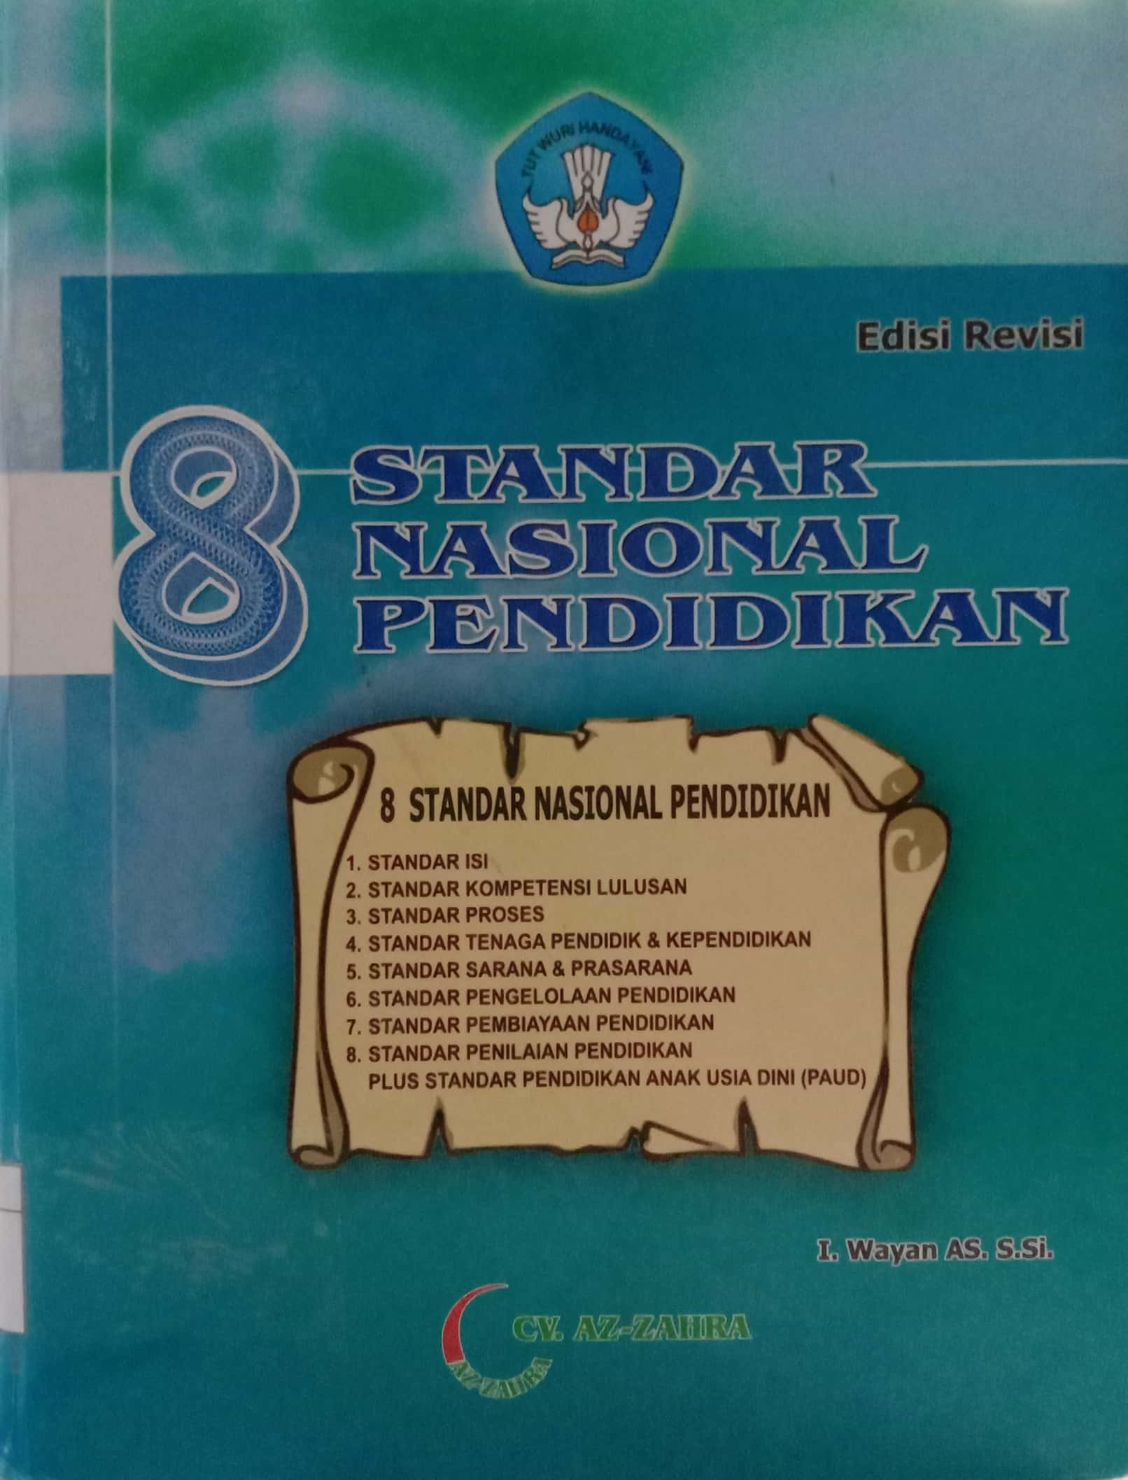 TUT WURI HANDAYANI
Edisi Revisi
8 STANDAR
NASIONAL
PENDIDIKAN
8 STANDAR NASIONAL PENDIDIKAN
1. STANDAR ISI
2. STANDAR KOMPETENSI LULUSAN
3. STANDAR PROSES
4. STANDAR TENAGA PENDIDIK & KEPENDIDIKAN
5. STANDAR SARANA & PRASARANA
6. STANDAR PENGELOLAAN PENDIDIKAN
7. STANDAR PEMBIAYAAN PENDIDIKAN
8. STANDAR PENILAIAN PENDIDIKAN
PLUS STANDAR PENDIDIKAN ANAK USIA DINI (PAUD)
I. Wayan AS. S.Si.
CV. AZ-ZAHRA
AZ-ZAHRA